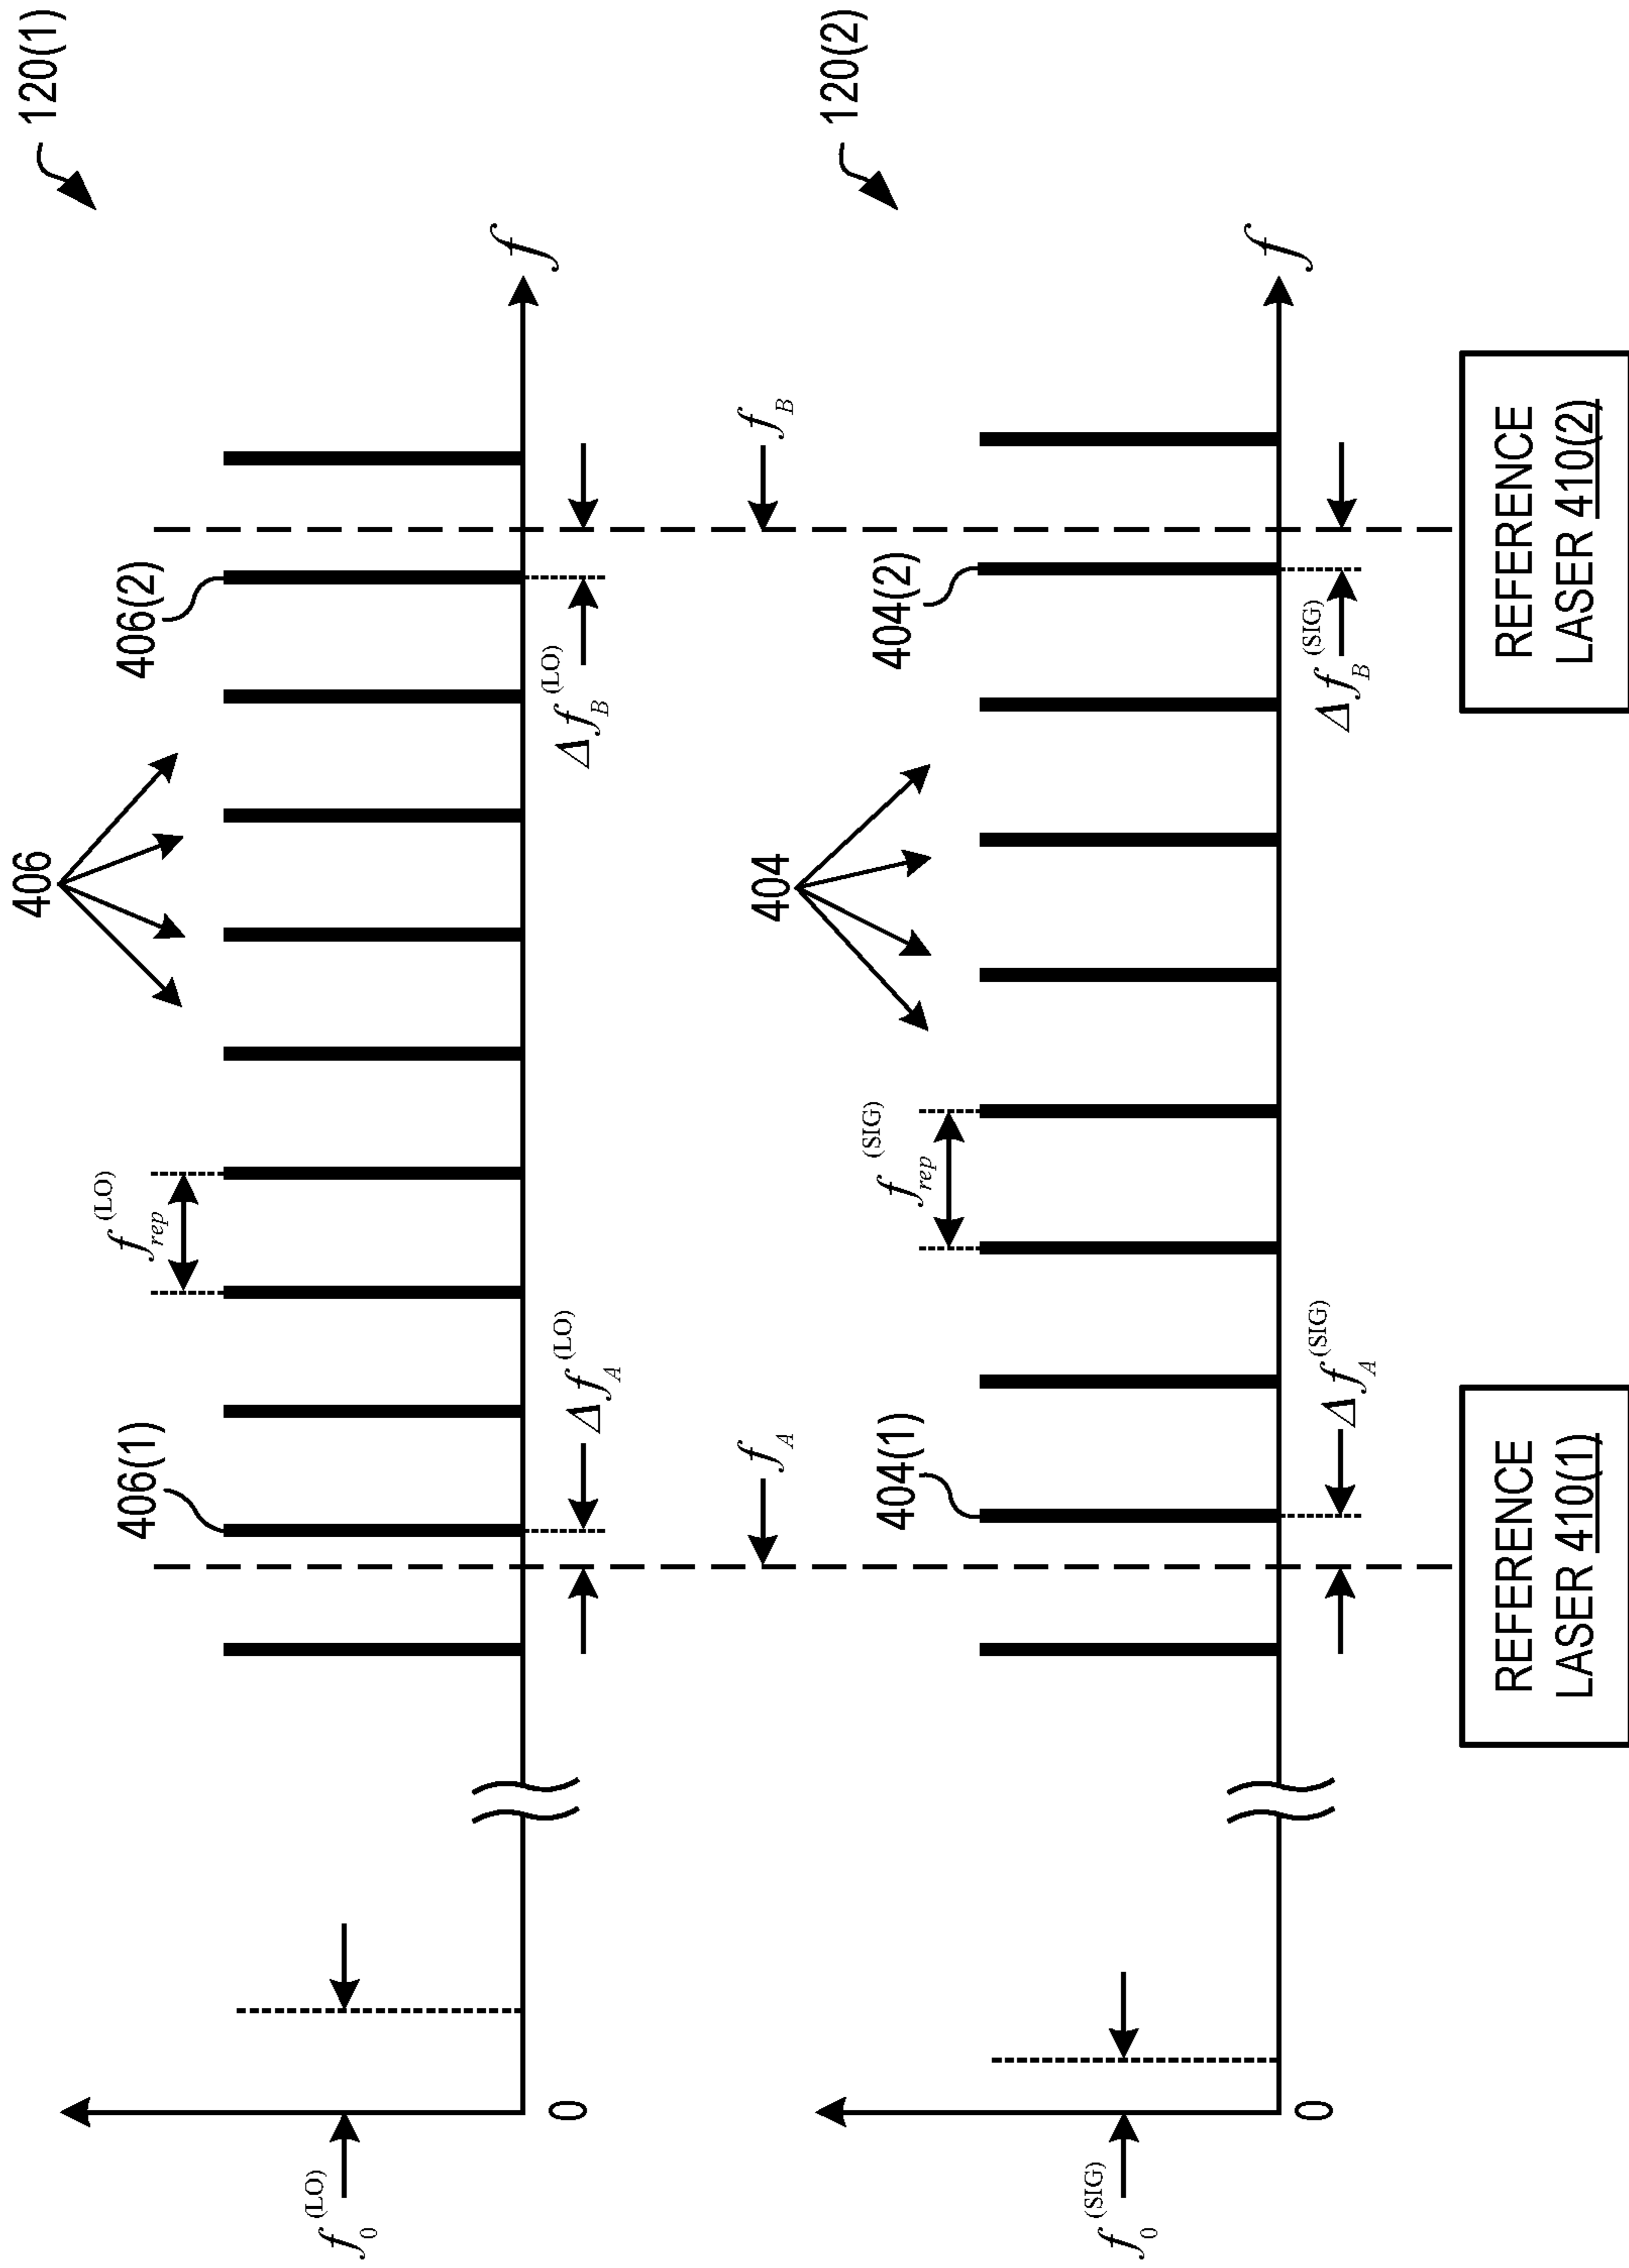 120(1)
406
406(1)
406(2)
f_rep^(LO)
f_0^(LO)
f
0
Δf_A^(LO)
Δf_B^(LO)
f_A
f_B
120(2)
404
404(1)
404(2)
f_rep^(SIG)
f_0^(SIG)
f
0
Δf_A^(SIG)
Δf_B^(SIG)
REFERENCE
LASER 410(1)
REFERENCE
LASER 410(2)